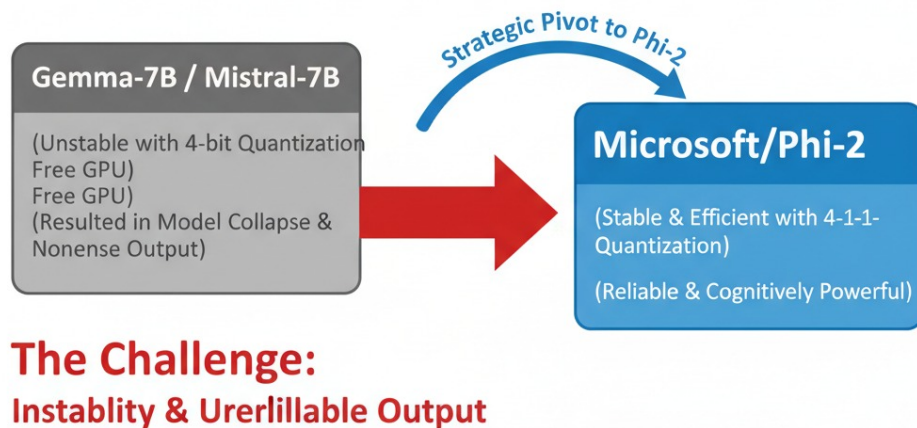 Strategic Pivot to Phi-2
Gemma-7B / Mistral-7B
(Unstable with 4-bit Quantization
Free GPU)
Free GPU)
(Resulted in Model Collapse &
Nonense Output)
Microsoft/Phi-2
(Stable & Efficient with 4-1-1-
Quantization)
(Reliable & Cognitively Powerful)
The Challenge:
Instablity & Urerlillable Output